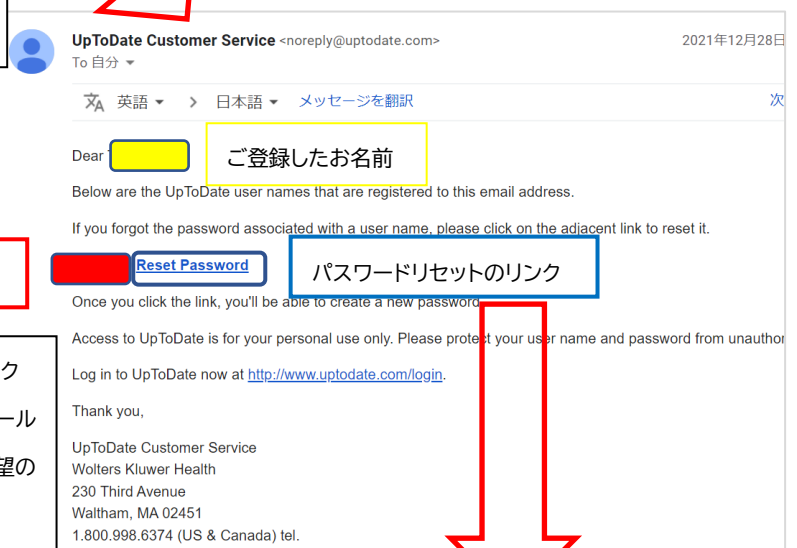 UpToDate Customer Service <noreply@uptodate.com>
2021年12月28日
To 自分
英語 > 日本語 メッセージを翻訳
次
Dear
ご登録したお名前
Below are the UpToDate user names that are registered to this email address.
If you forgot the password associated with a user name, please click on the adjacent link to reset it.
Reset Password
パスワードリセットのリンク
Once you click the link, you'll be able to create a new password
Access to UpToDate is for your personal use only. Please protect your user name and password from unauthor
ク
Log in to UpToDate now at http://www.uptodate.com/login.
ール
Thank you,
望の
UpToDate Customer Service
Wolters Kluwer Health
230 Third Avenue
Waltham, MA 02451
1.800.998.6374 (US & Canada) tel.